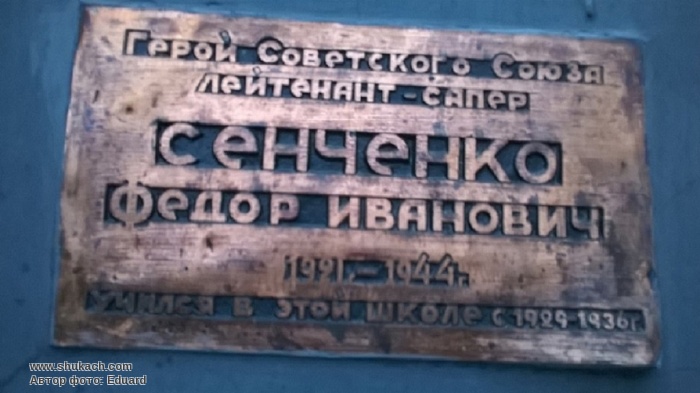 Герой Советского Союза
лейтенант-сапер
Сенченко
Федор Иванович
1921г.-1944г.
Учился в этой школе с 1929-1936г.
www.shukach.com
Автор фото: Eduard